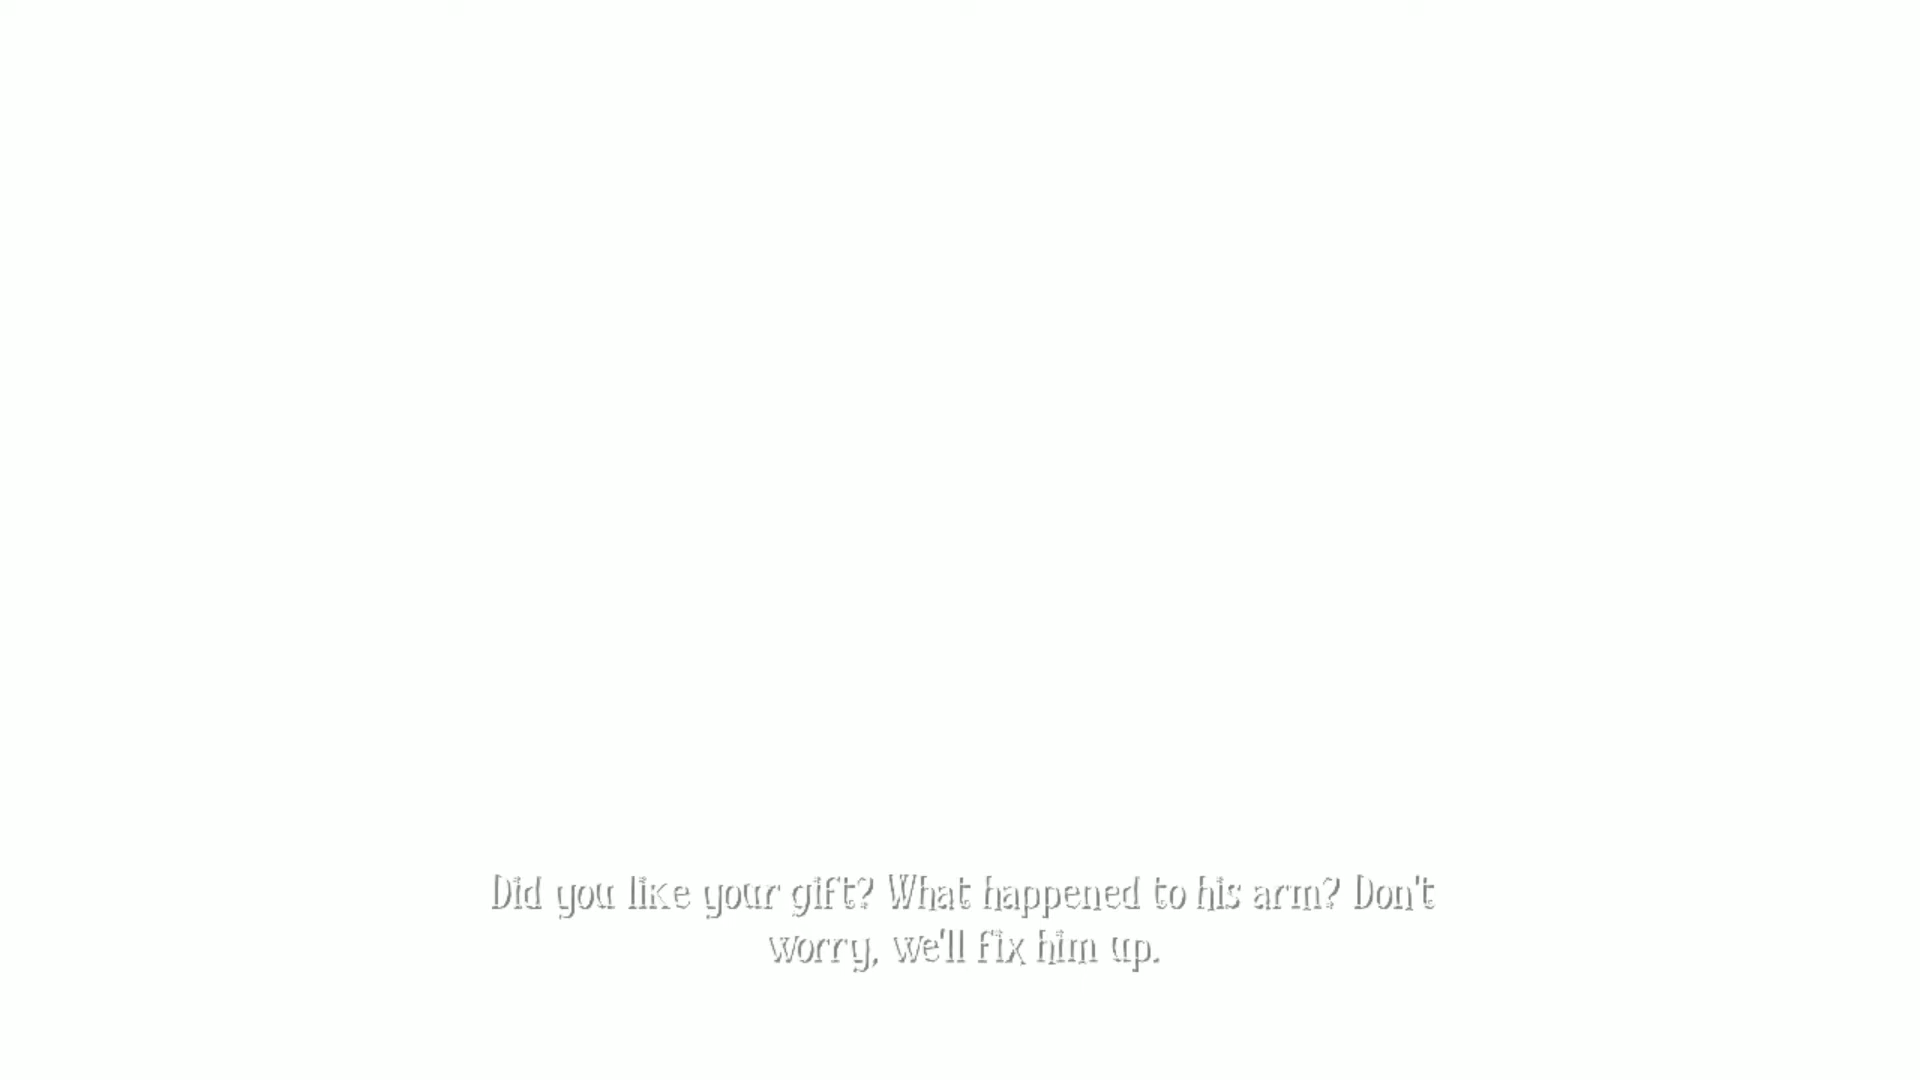 Did you like your gift? What happened to his arm? Don't
worry, we'll fix him up.